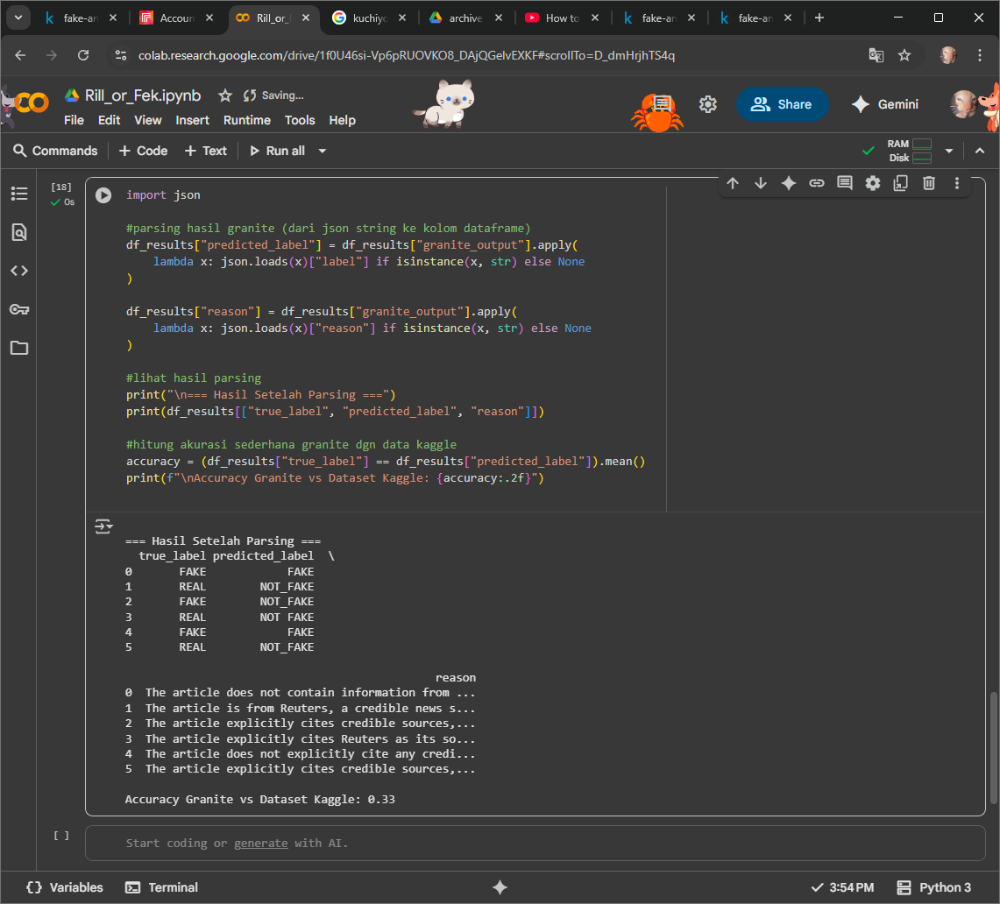 fake-an
Accoun
Rill_or_
kuchiyo
archive
How to
fake-an
fake-an
colab.research.google.com/drive/1f0U46si-Vp6pRUOVKO8_DAjQGelvEXKF#scrollTo=D_dmHrjhTS4q
Rill_or_Fek.ipynb
Saving...
File Edit View Insert Runtime Tools Help
Share
Gemini
Commands + Code + Text Run all
RAM
Disk
[18]
0s
import json
#parsing hasil granite (dari json string ke kolom dataframe)
df_results["predicted_label"] = df_results["granite_output"].apply(
    lambda x: json.loads(x)["label"] if isinstance(x, str) else None
)
df_results["reason"] = df_results["granite_output"].apply(
    lambda x: json.loads(x)["reason"] if isinstance(x, str) else None
)
#lihat hasil parsing
print("\n=== Hasil Setelah Parsing ===")
print(df_results[["true_label", "predicted_label", "reason"]])
#hitung akurasi sederhana granite dgn data kaggle
accuracy = (df_results["true_label"] == df_results["predicted_label"]).mean()
print(f"\nAccuracy Granite vs Dataset Kaggle: {accuracy:.2f}")
=== Hasil Setelah Parsing ===
  true_label predicted_label  \
0       FAKE            FAKE
1       REAL        NOT_FAKE
2       FAKE        NOT_FAKE
3       REAL        NOT FAKE
4       FAKE            FAKE
5       REAL        NOT_FAKE
reason
0  The article does not contain information from ...
1  The article is from Reuters, a credible news s...
2  The article explicitly cites credible sources,...
3  The article explicitly cites Reuters as its so...
4  The article does not explicitly cite any credi...
5  The article explicitly cites credible sources,...
Accuracy Granite vs Dataset Kaggle: 0.33
[ ]
Start coding or generate with AI.
{} Variables
Terminal
3:54 PM
Python 3